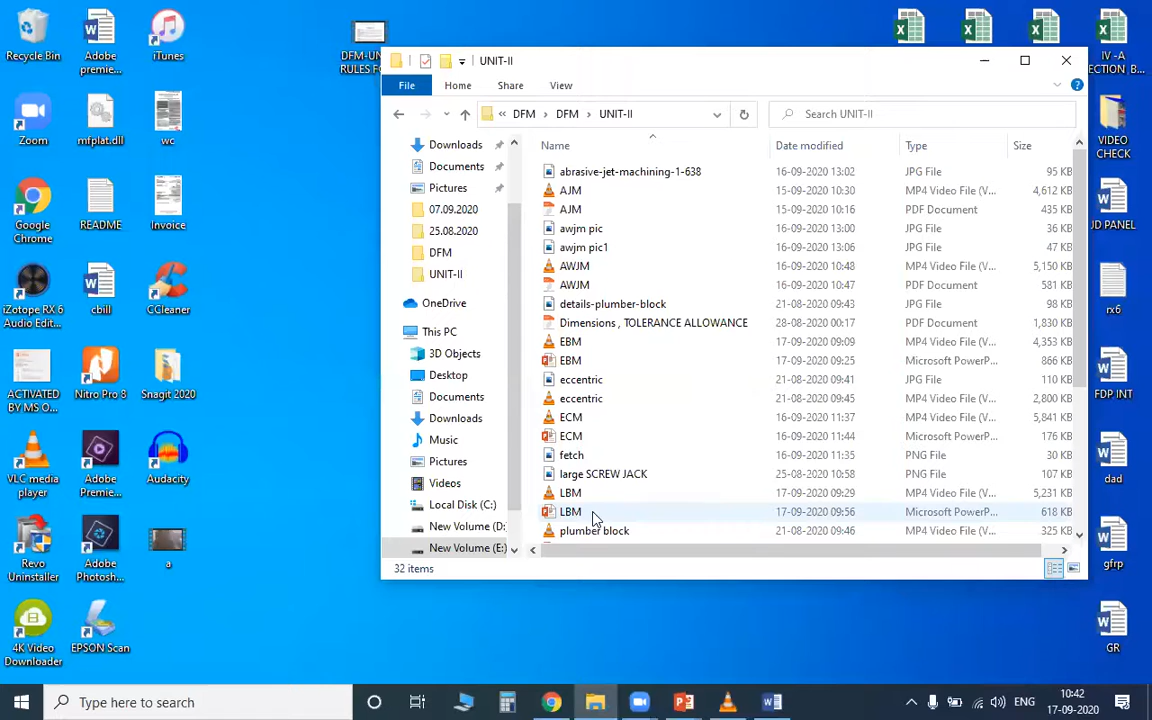 Recycle Bin
Adobe premie...
iTunes
DFM-UN
RULES FO
IV -A
ECTION_B...
UNIT-II
File
Home
Share
View
« DFM › DFM › UNIT-II
Search UNIT-II
Zoom
mfplat.dll
wc
VIDEO CHECK
Downloads
Documents
Pictures
07.09.2020
25.08.2020
DFM
UNIT-II
OneDrive
This PC
3D Objects
Desktop
Documents
Downloads
Music
Pictures
Videos
Local Disk (C:)
New Volume (D:
New Volume (E:)
Name Date modified Type Size
abrasive-jet-machining-1-638 16-09-2020 13:02 JPG File 95 KB
AJM 15-09-2020 10:30 MP4 Video File (V... 4,612 KB
AJM 15-09-2020 10:16 PDF Document 435 KB
awjm pic 16-09-2020 13:00 JPG File 36 KB
awjm pic1 16-09-2020 13:06 JPG File 47 KB
AWJM 16-09-2020 10:48 MP4 Video File (V... 5,150 KB
AWJM 16-09-2020 10:47 PDF Document 581 KB
details-plumber-block 21-08-2020 09:43 JPG File 98 KB
Dimensions , TOLERANCE ALLOWANCE 28-08-2020 00:17 PDF Document 1,830 KB
EBM 17-09-2020 09:09 MP4 Video File (V... 4,353 KB
EBM 17-09-2020 09:25 Microsoft PowerP... 866 KB
eccentric 21-08-2020 09:41 JPG File 110 KB
eccentric 21-08-2020 09:45 MP4 Video File (V... 2,800 KB
ECM 16-09-2020 11:37 MP4 Video File (V... 5,841 KB
ECM 16-09-2020 11:44 Microsoft PowerP... 176 KB
fetch 16-09-2020 11:35 PNG File 30 KB
large SCREW JACK 25-08-2020 10:58 PNG File 107 KB
LBM 17-09-2020 09:29 MP4 Video File (V... 5,231 KB
LBM 17-09-2020 09:56 Microsoft PowerP... 618 KB
plumber block 21-08-2020 09:46 MP4 Video File (V... 325 KB
32 items
Google Chrome
README
Invoice
JD PANEL
iZotope RX 6 Audio Edit...
cbill
CCleaner
rx6
ACTIVATED BY MS O...
Nitro Pro 8
Snagit 2020
FDP INT
VLC media player
Adobe Premie...
Audacity
dad
Revo Uninstaller
Adobe Photosh...
a
gfrp
4K Video Downloader
EPSON Scan
GR
Type here to search
ENG
10:42
17-09-2020